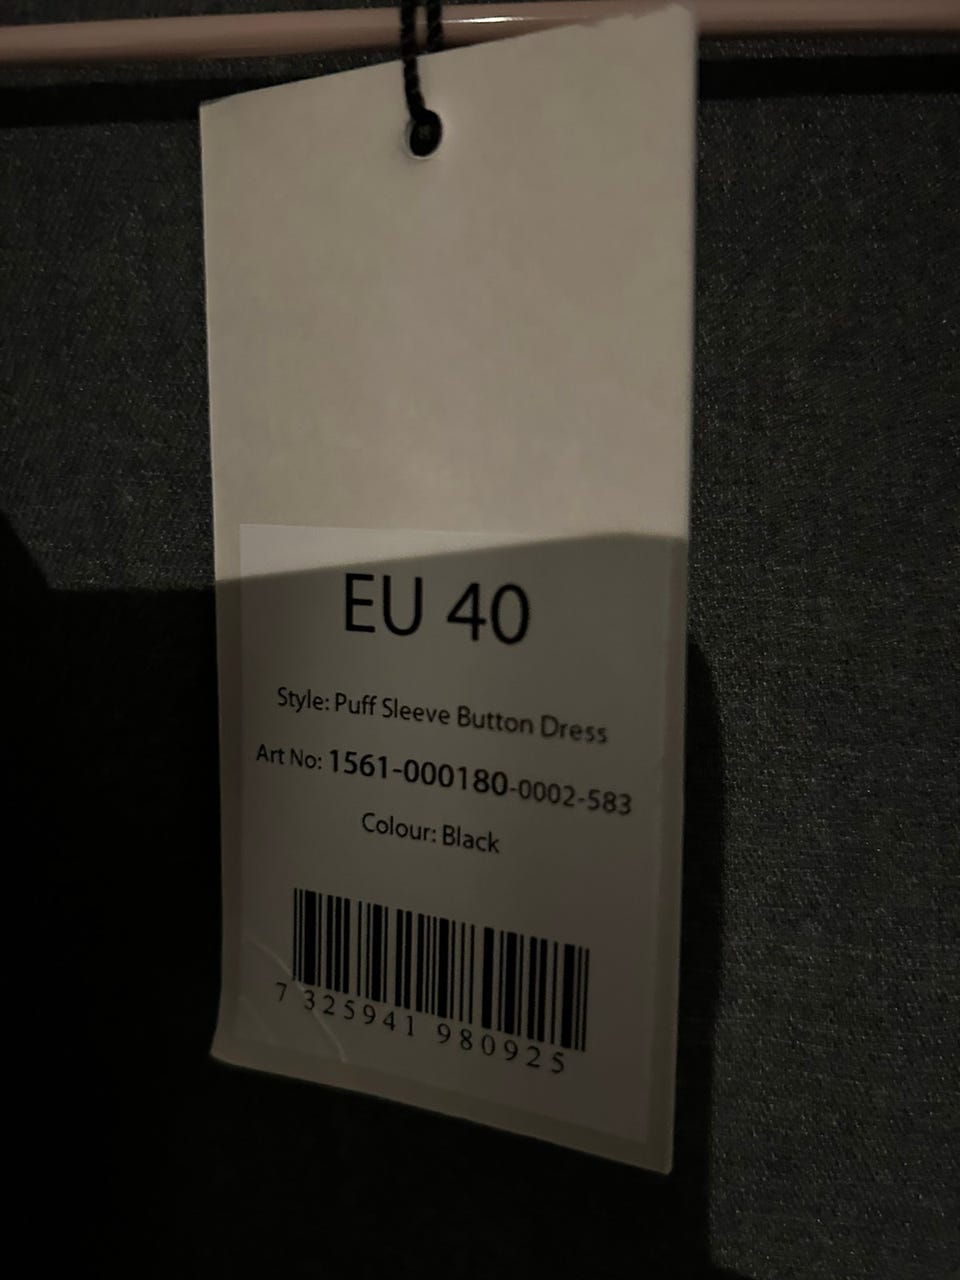 EU 40
Style: Puff Sleeve Button Dress
Art No: 1561-000180-0002-583
Colour: Black
7 325941 980925